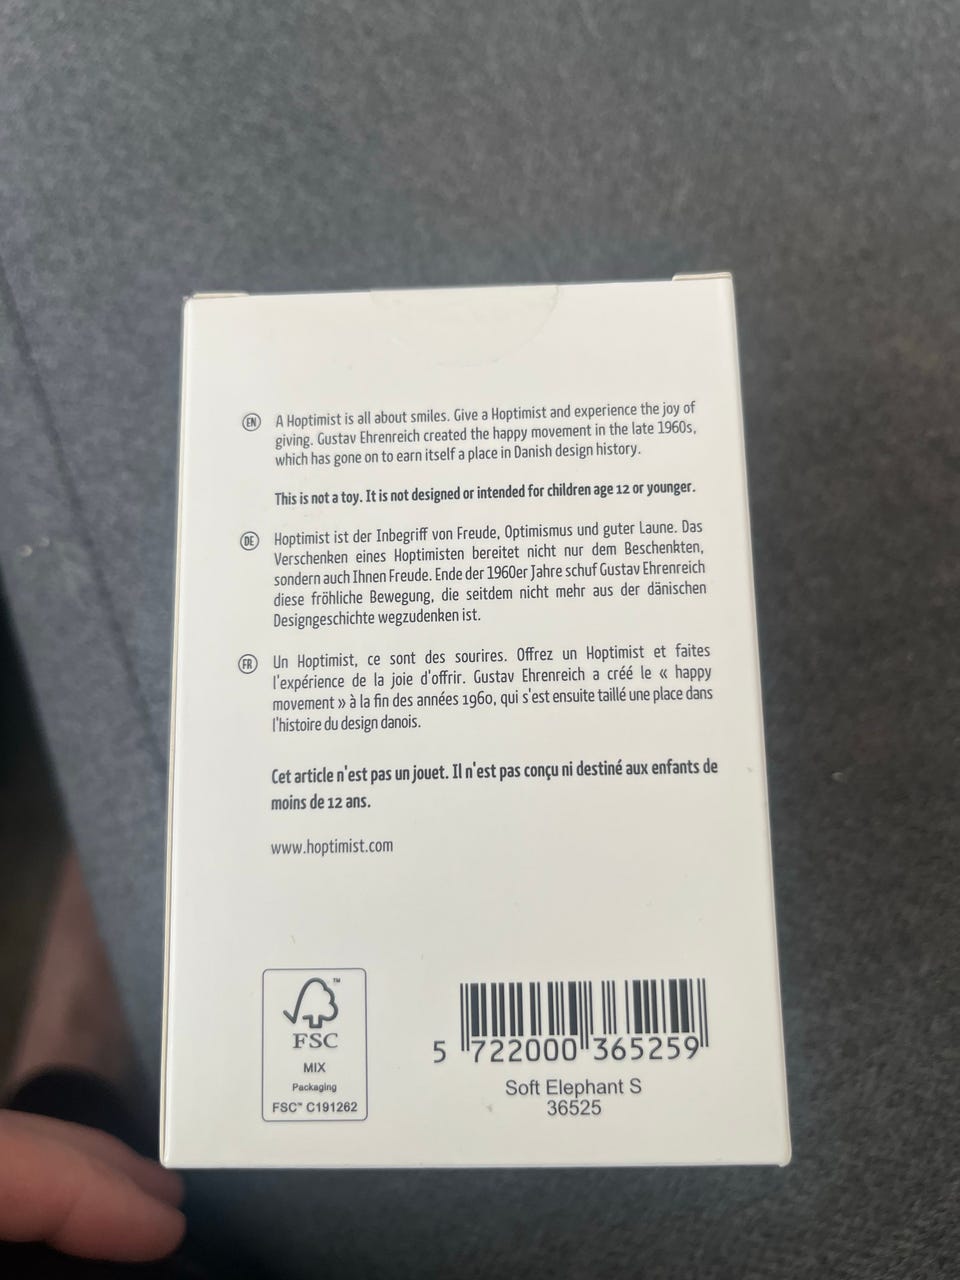 EN A Hoptimist is all about smiles. Give a Hoptimist and experience the joy of
giving. Gustav Ehrenreich created the happy movement in the late 1960s,
which has gone on to earn itself a place in Danish design history.
This is not a toy. It is not designed or intended for children age 12 or younger.
DE Hoptimist ist der Inbegriff von Freude, Optimismus und guter Laune. Das
Verschenken eines Hoptimisten bereitet nicht nur dem Beschenkten,
sondern auch Ihnen Freude. Ende der 1960er Jahre schuf Gustav Ehrenreich
diese fröhliche Bewegung, die seitdem nicht mehr aus der dänischen
Designgeschichte wegzudenken ist.
FR Un Hoptimist, ce sont des sourires. Offrez un Hoptimist et faites
l'expérience de la joie d'offrir. Gustav Ehrenreich a créé le « happy
movement » à la fin des années 1960, qui s'est ensuite taillé une place dans
l'histoire du design danois.
Cet article n'est pas un jouet. Il n'est pas conçu ni destiné aux enfants de
moins de 12 ans.
www.hoptimist.com
™
FSC
MIX
Packaging
FSC™ C191262
5 722000 365259
Soft Elephant S
36525